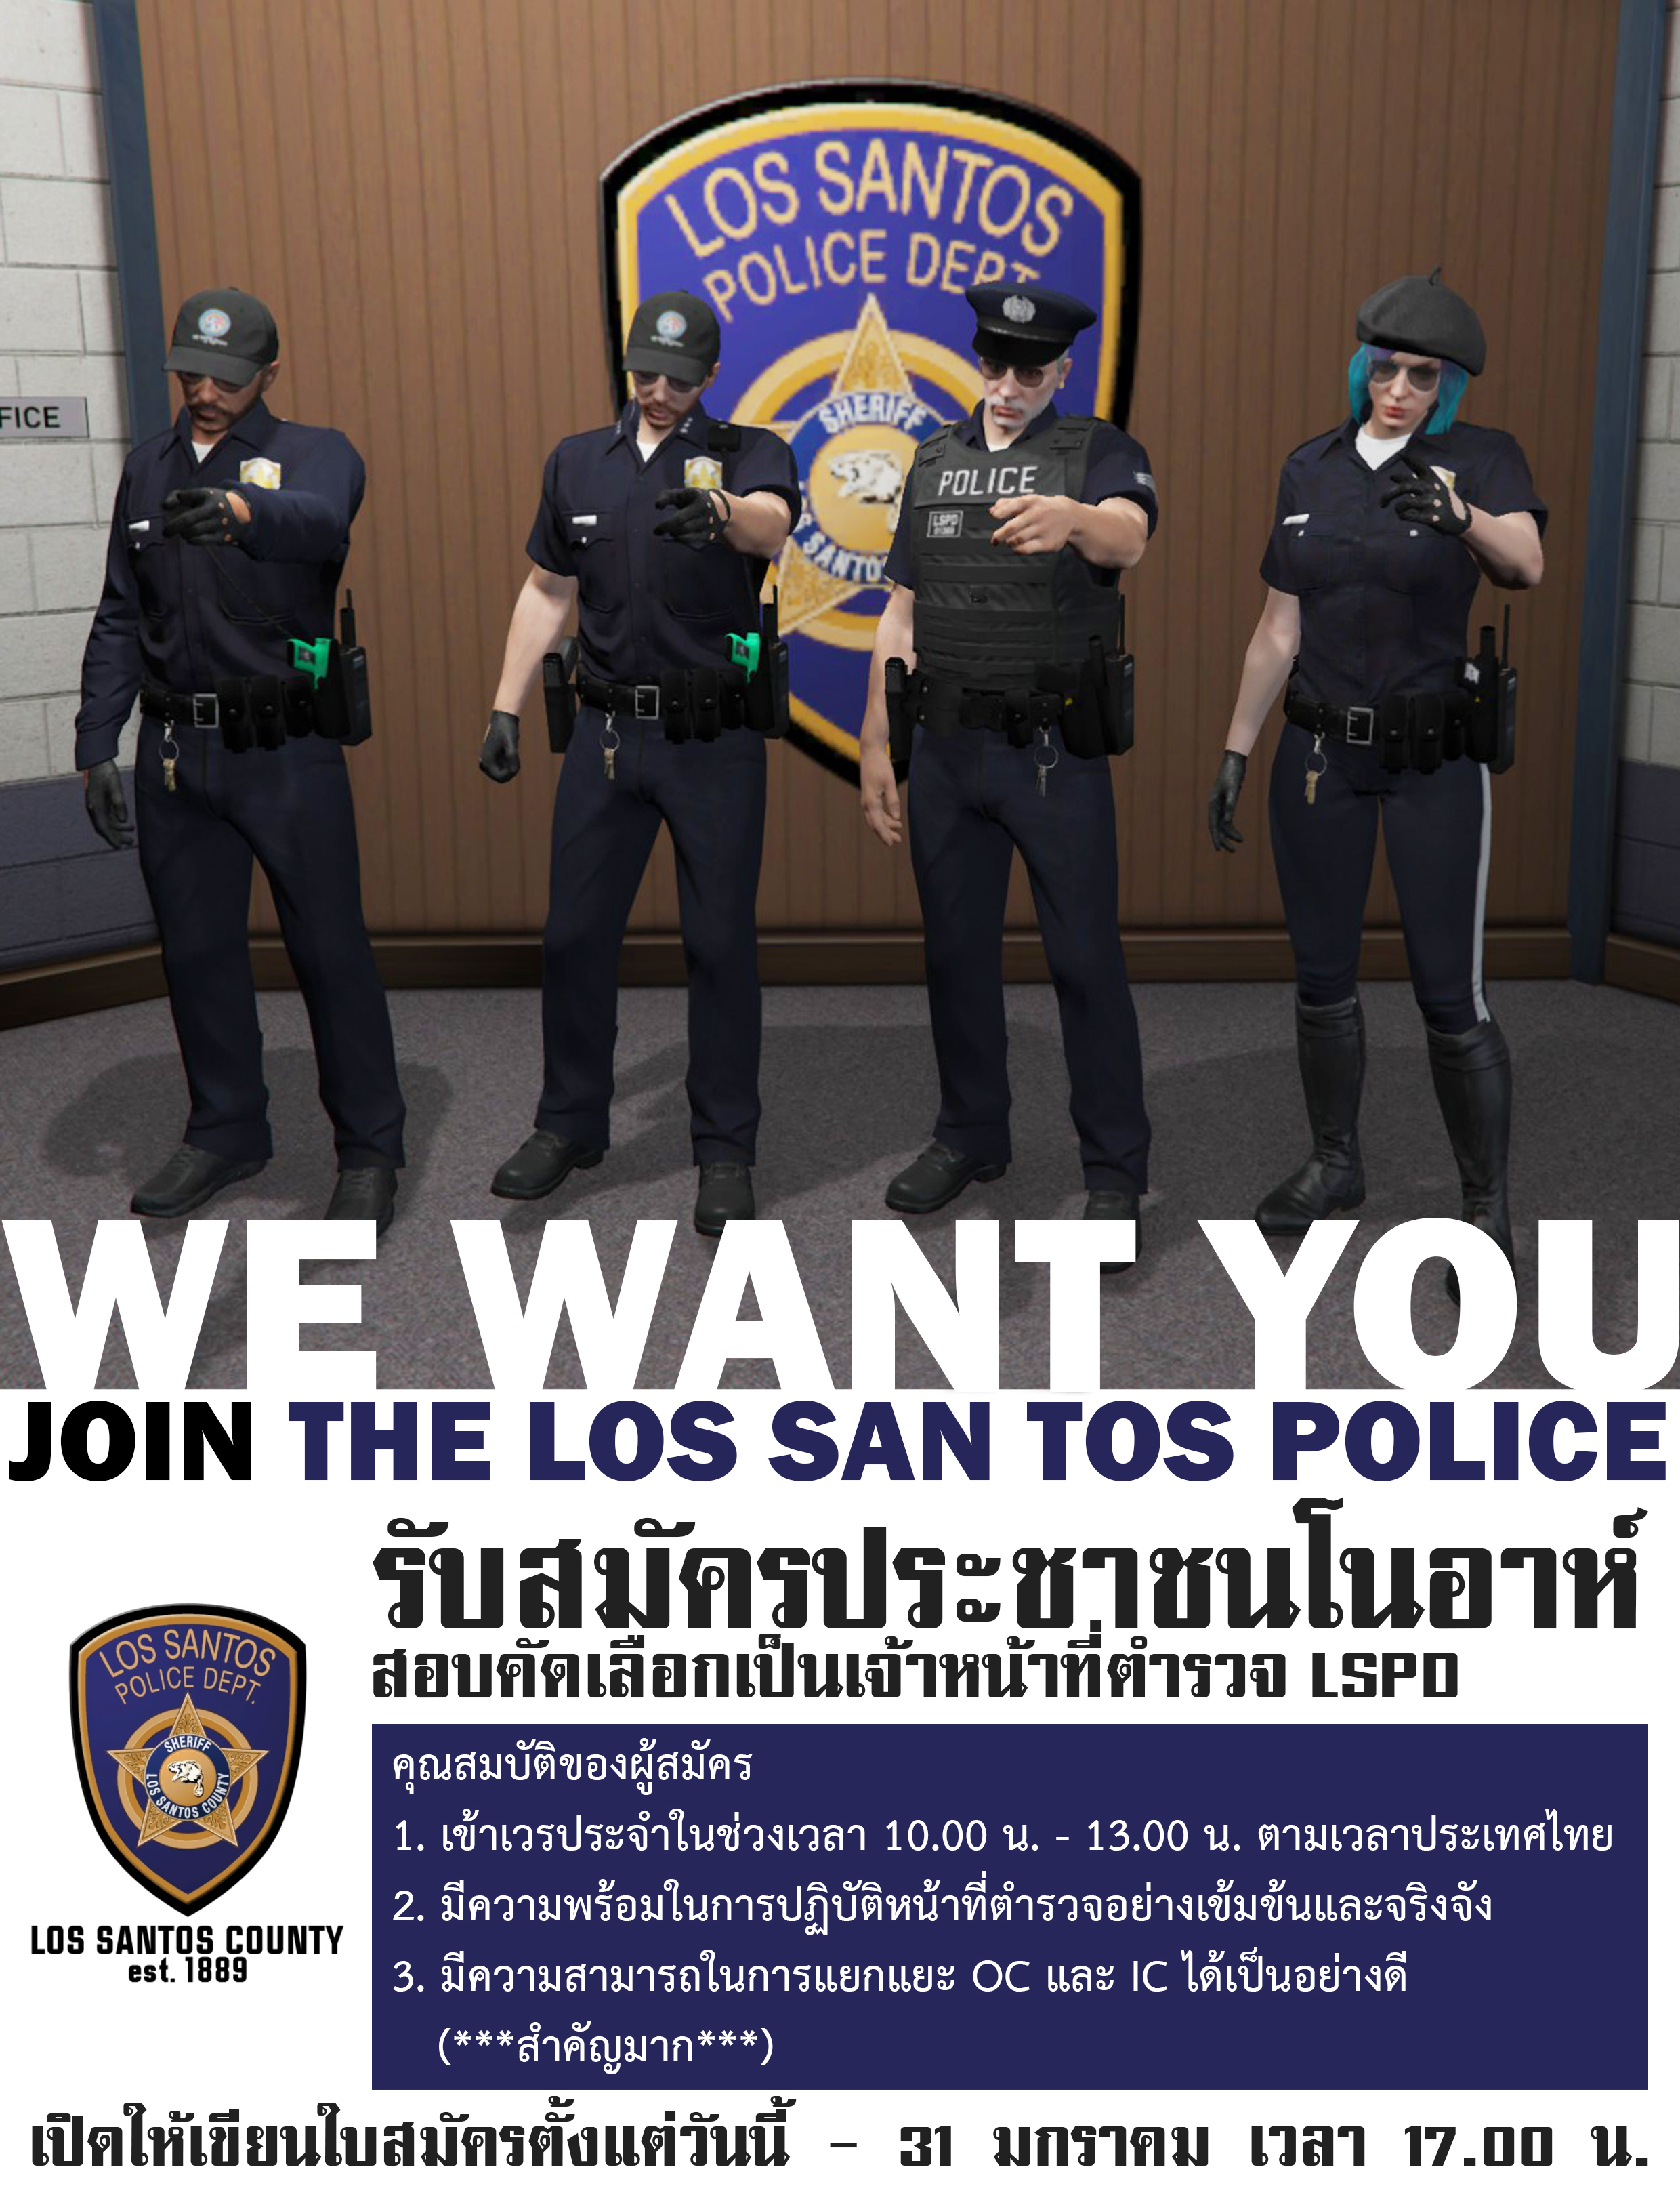 LOS SANTOS
POLICE DEPT
FICE
SHERIFF
POLICE
LSPD
WE WANT YOU
JOIN THE LOS SAN TOS POLICE
รับสมัครประชาชนโนอาห์
สอบคัดเลือกเป็นเจ้าหน้าที่ตำรวจ LSPD
LOS SANTOS
POLICE DEPT.
SHERIFF
LOS SANTOS COUNTY
LOS SANTOS COUNTY
est. 1889
คุณสมบัติของผู้สมัคร
1. เข้าเวรประจำในช่วงเวลา 10.00 น. - 13.00 น. ตามเวลาประเทศไทย
2. มีความพร้อมในการปฏิบัติหน้าที่ตำรวจอย่างเข้มข้นและจริงจัง
3. มีความสามารถในการแยกแยะ OC และ IC ได้เป็นอย่างดี
(***สำคัญมาก***)
เปิดให้เขียนใบสมัครตั้งแต่วันนี้ - 31 มกราคม เวลา 17.00 น.